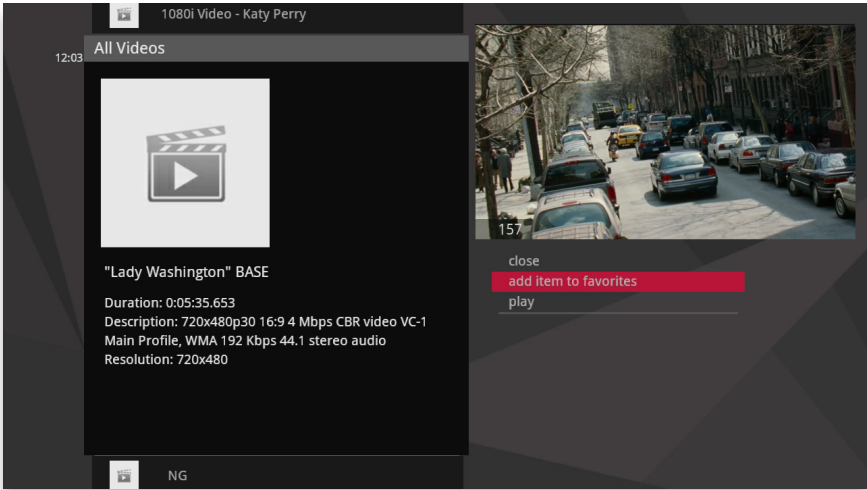 1080i Video - Katy Perry
12:03
All Videos
"Lady Washington" BASE
Duration: 0:05:35.653
Description: 720x480p30 16:9 4 Mbps CBR video VC-1
Main Profile, WMA 192 Kbps 44.1 stereo audio
Resolution: 720x480
NG
157
close
add item to favorites
play